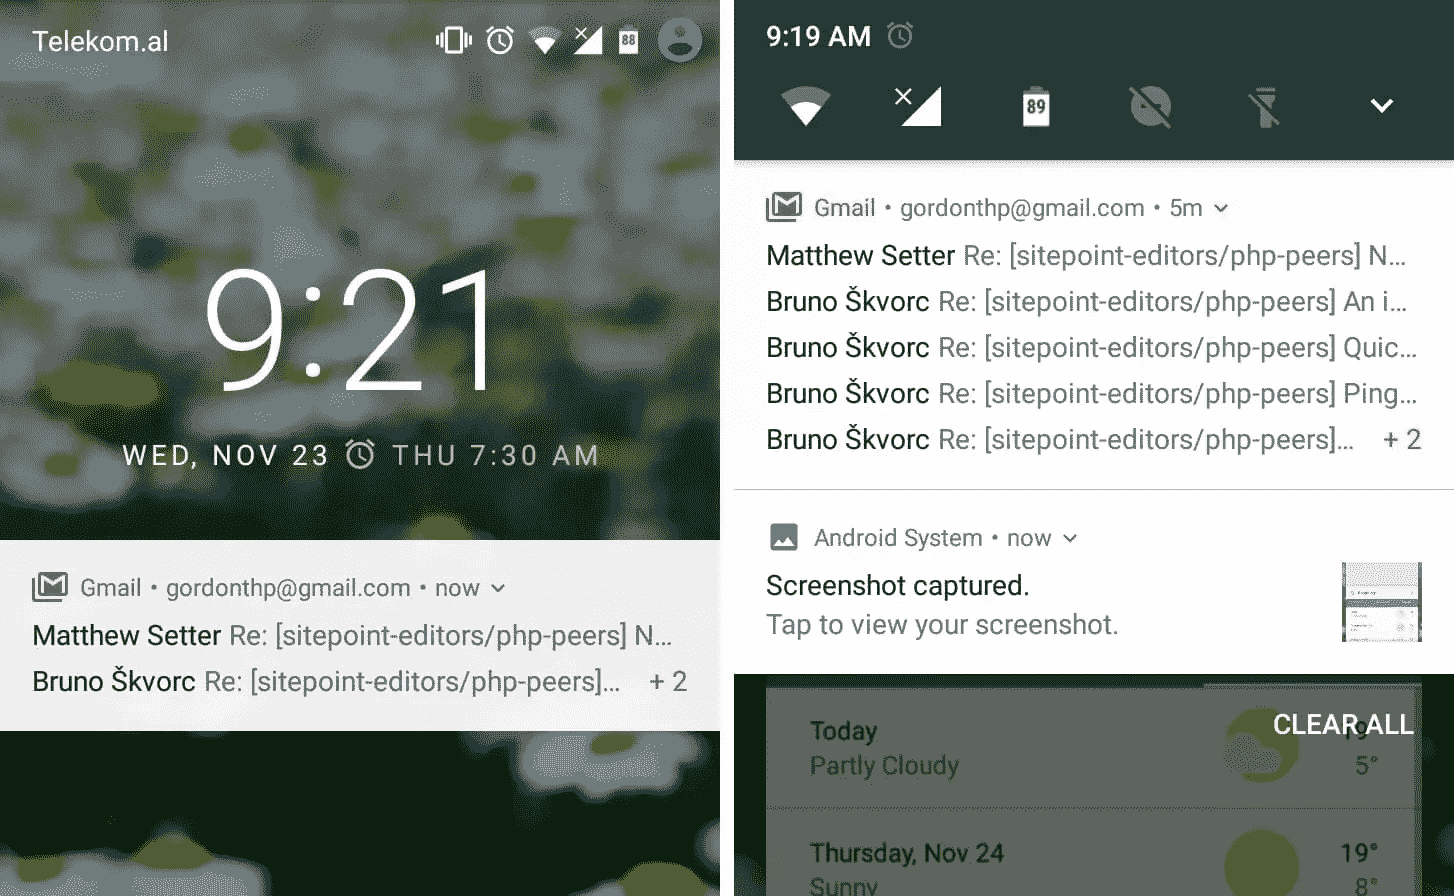 Telekom.al
88
9:21
WED, NOV 23 THU 7:30 AM
Gmail • gordonthp@gmail.com • now
Matthew Setter Re: [sitepoint-editors/php-peers] N...
Bruno Škvorc Re: [sitepoint-editors/php-peers]... + 2
9:19 AM
89
Gmail • gordonthp@gmail.com • 5m
Matthew Setter Re: [sitepoint-editors/php-peers] N...
Bruno Škvorc Re: [sitepoint-editors/php-peers] An i...
Bruno Škvorc Re: [sitepoint-editors/php-peers] Quic...
Bruno Škvorc Re: [sitepoint-editors/php-peers] Ping...
Bruno Škvorc Re: [sitepoint-editors/php-peers]... + 2
Android System • now
Screenshot captured.
Tap to view your screenshot.
CLEAR ALL
Today 19°
Partly Cloudy 5°
Thursday, Nov 24 19°
Sunny 8°